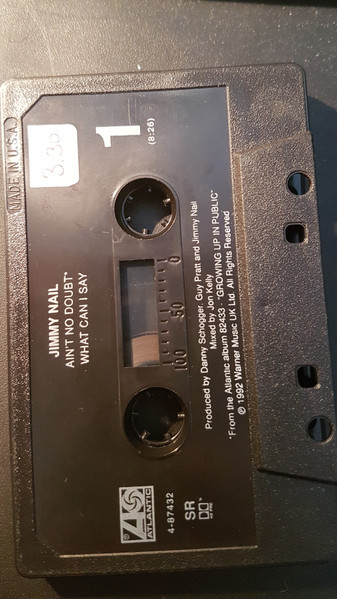 MADE IN U.S.A.
3.30
1
(8:26)
JIMMY NAIL
AIN'T NO DOUBT*
WHAT CAN I SAY
100 50 0
Produced by Danny Schogger, Guy Pratt and Jimmy Nail
Mixed by Jon Kelly
*From the Atlantic album 82433 - "GROWING UP IN PUBLIC"
℗ 1992 Warner Music UK Ltd. All Rights Reserved
ATLANTIC
4-87432
SR